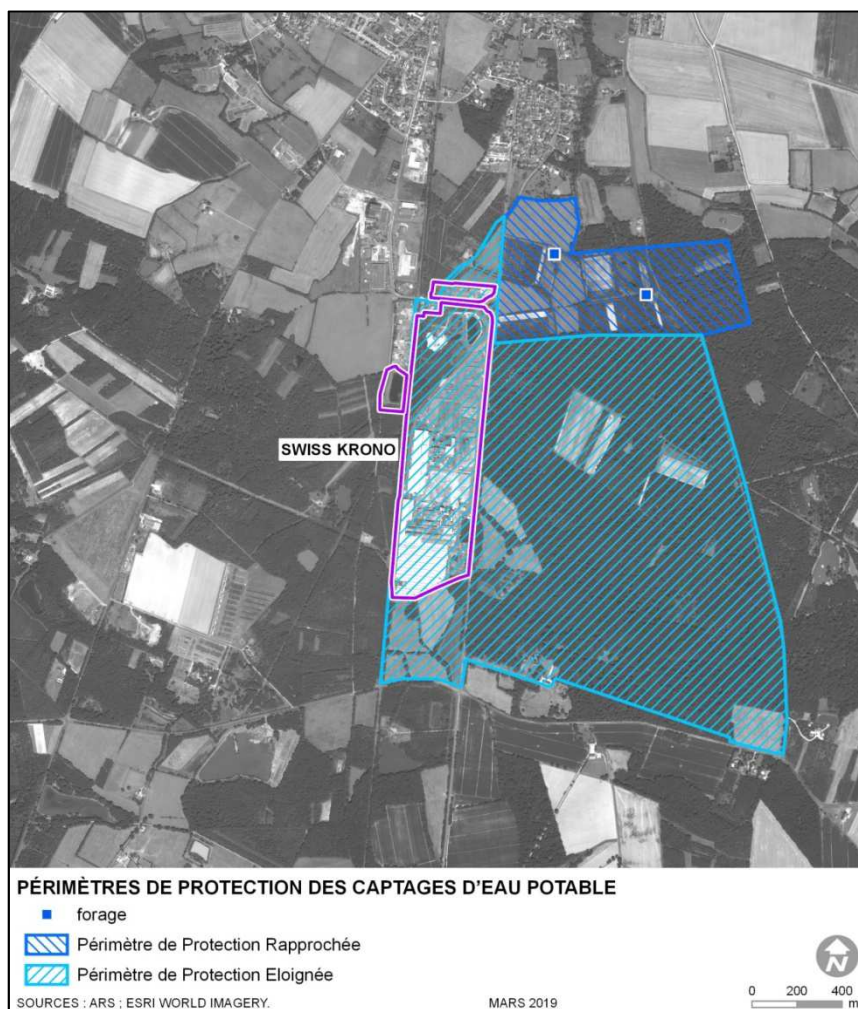 SWISS KRONO
PÉRIMÈTRES DE PROTECTION DES CAPTAGES D'EAU POTABLE
forage
Périmètre de Protection Rapprochée
Périmètre de Protection Eloignée
N
0 200 400
m
SOURCES : ARS ; ESRI WORLD IMAGERY. MARS 2019